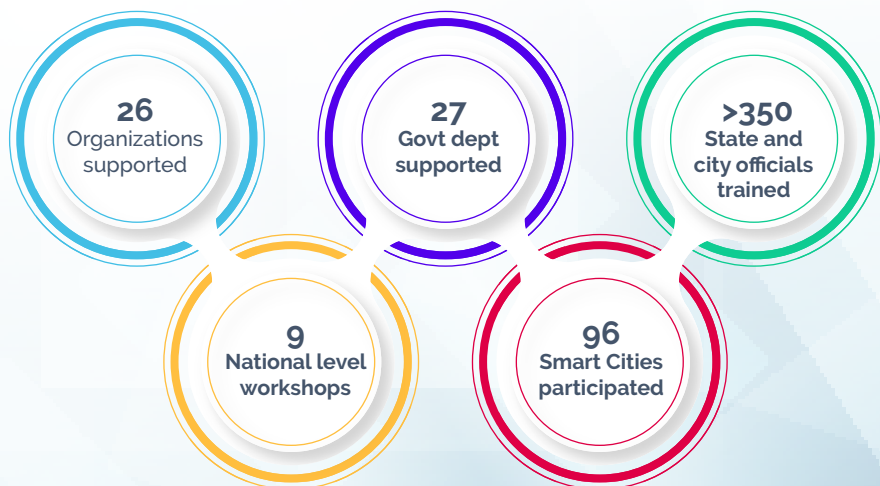 26
Organizations
supported
27
Govt dept
supported
>350
State and
city officials
trained
9
National level
workshops
96
Smart Cities
participated